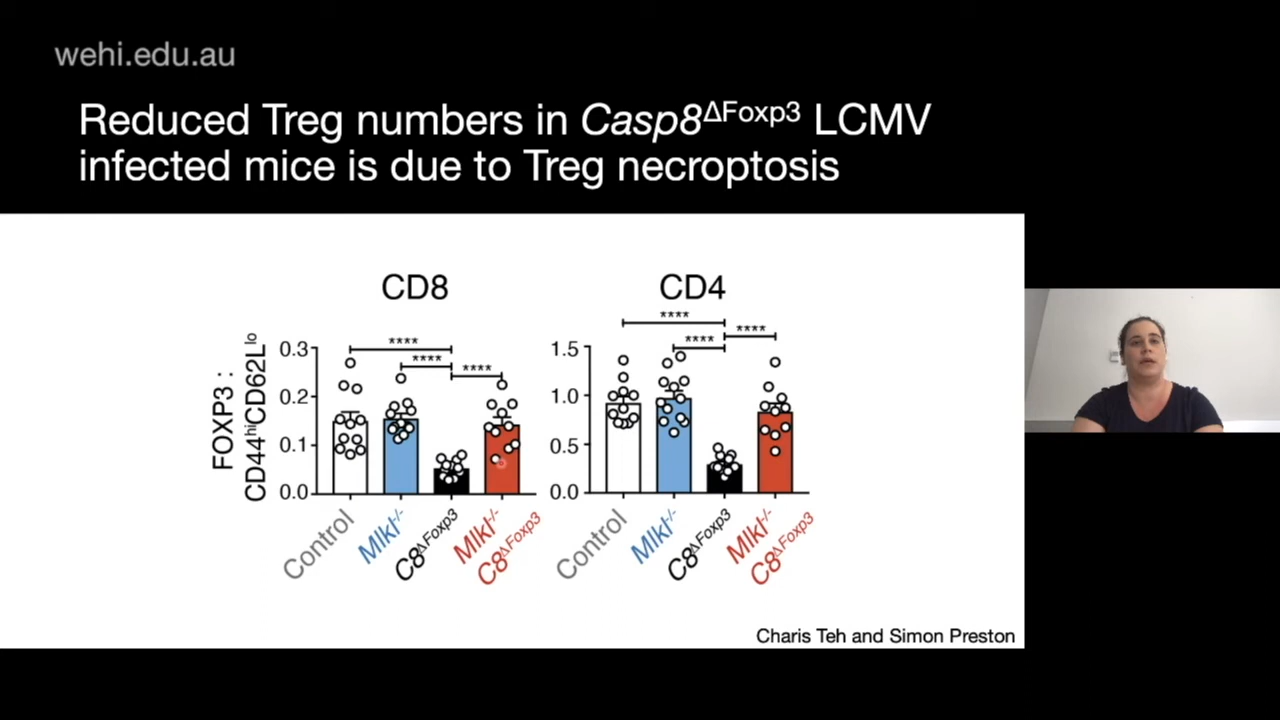 wehi.edu.au
Reduced Treg numbers in Casp8ΔFoxp3 LCMV
infected mice is due to Treg necroptosis
CD8
CD4
FOXP3 :
CD44hiCD62Llo
0.3
0.2
0.1
0.0
****
****
****
Control
Mlkl-/-
C8ΔFoxp3
Mlkl-/-
C8ΔFoxp3
1.5
1.0
0.5
0.0
****
****
****
Control
Mlkl-/-
C8ΔFoxp3
Mlkl-/-
C8ΔFoxp3
Charis Teh and Simon Preston